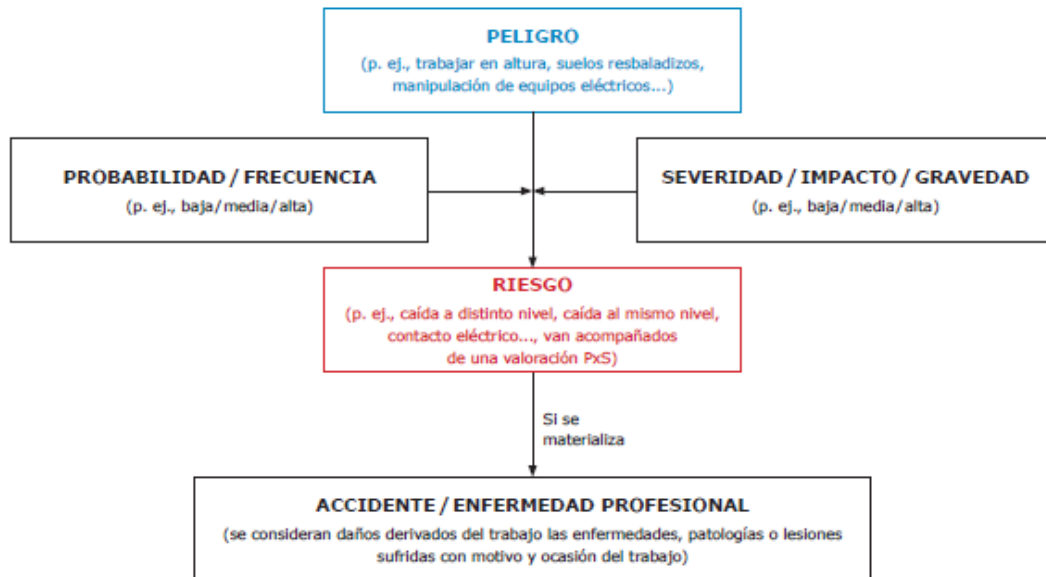 PELIGRO
(p. ej., trabajar en altura, suelos resbaladizos,
manipulación de equipos eléctricos...)
PROBABILIDAD / FRECUENCIA
(p. ej., baja/media/alta)
SEVERIDAD / IMPACTO / GRAVEDAD
(p. ej., baja/media/alta)
RIESGO
(p. ej., caída a distinto nivel, caída al mismo nivel,
contacto eléctrico..., van acompañados
de una valoración PxS)
Si se
materializa
ACCIDENTE / ENFERMEDAD PROFESIONAL
(se consideran daños derivados del trabajo las enfermedades, patologías o lesiones
sufridas con motivo y ocasión del trabajo)